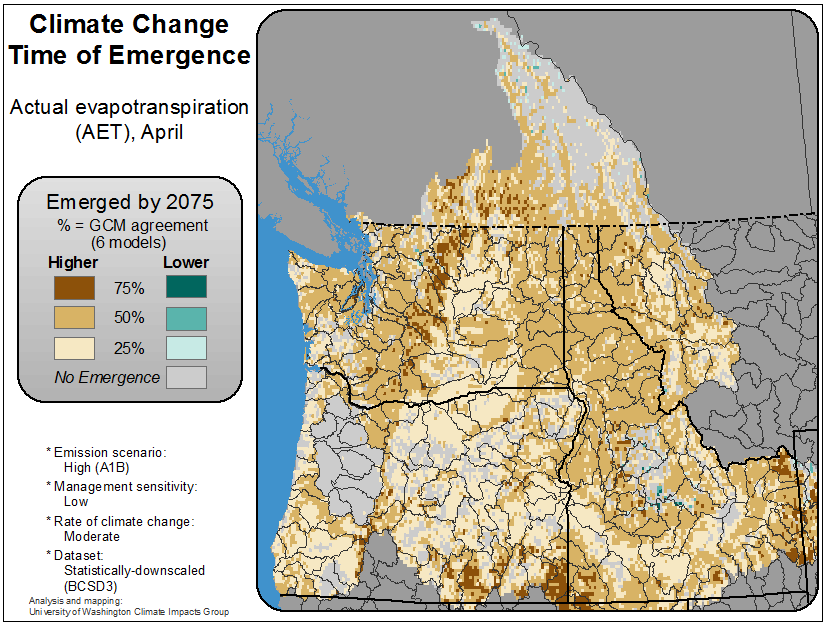 Climate Change
Time of Emergence
Actual evapotranspiration
(AET), April
Emerged by 2075
% = GCM agreement
(6 models)
Higher Lower
75%
50%
25%
No Emergence
* Emission scenario:
High (A1B)
* Management sensitivity:
Low
* Rate of climate change:
Moderate
* Dataset:
Statistically-downscaled
(BCSD3)
Analysis and mapping:
University of Washington Climate Impacts Group